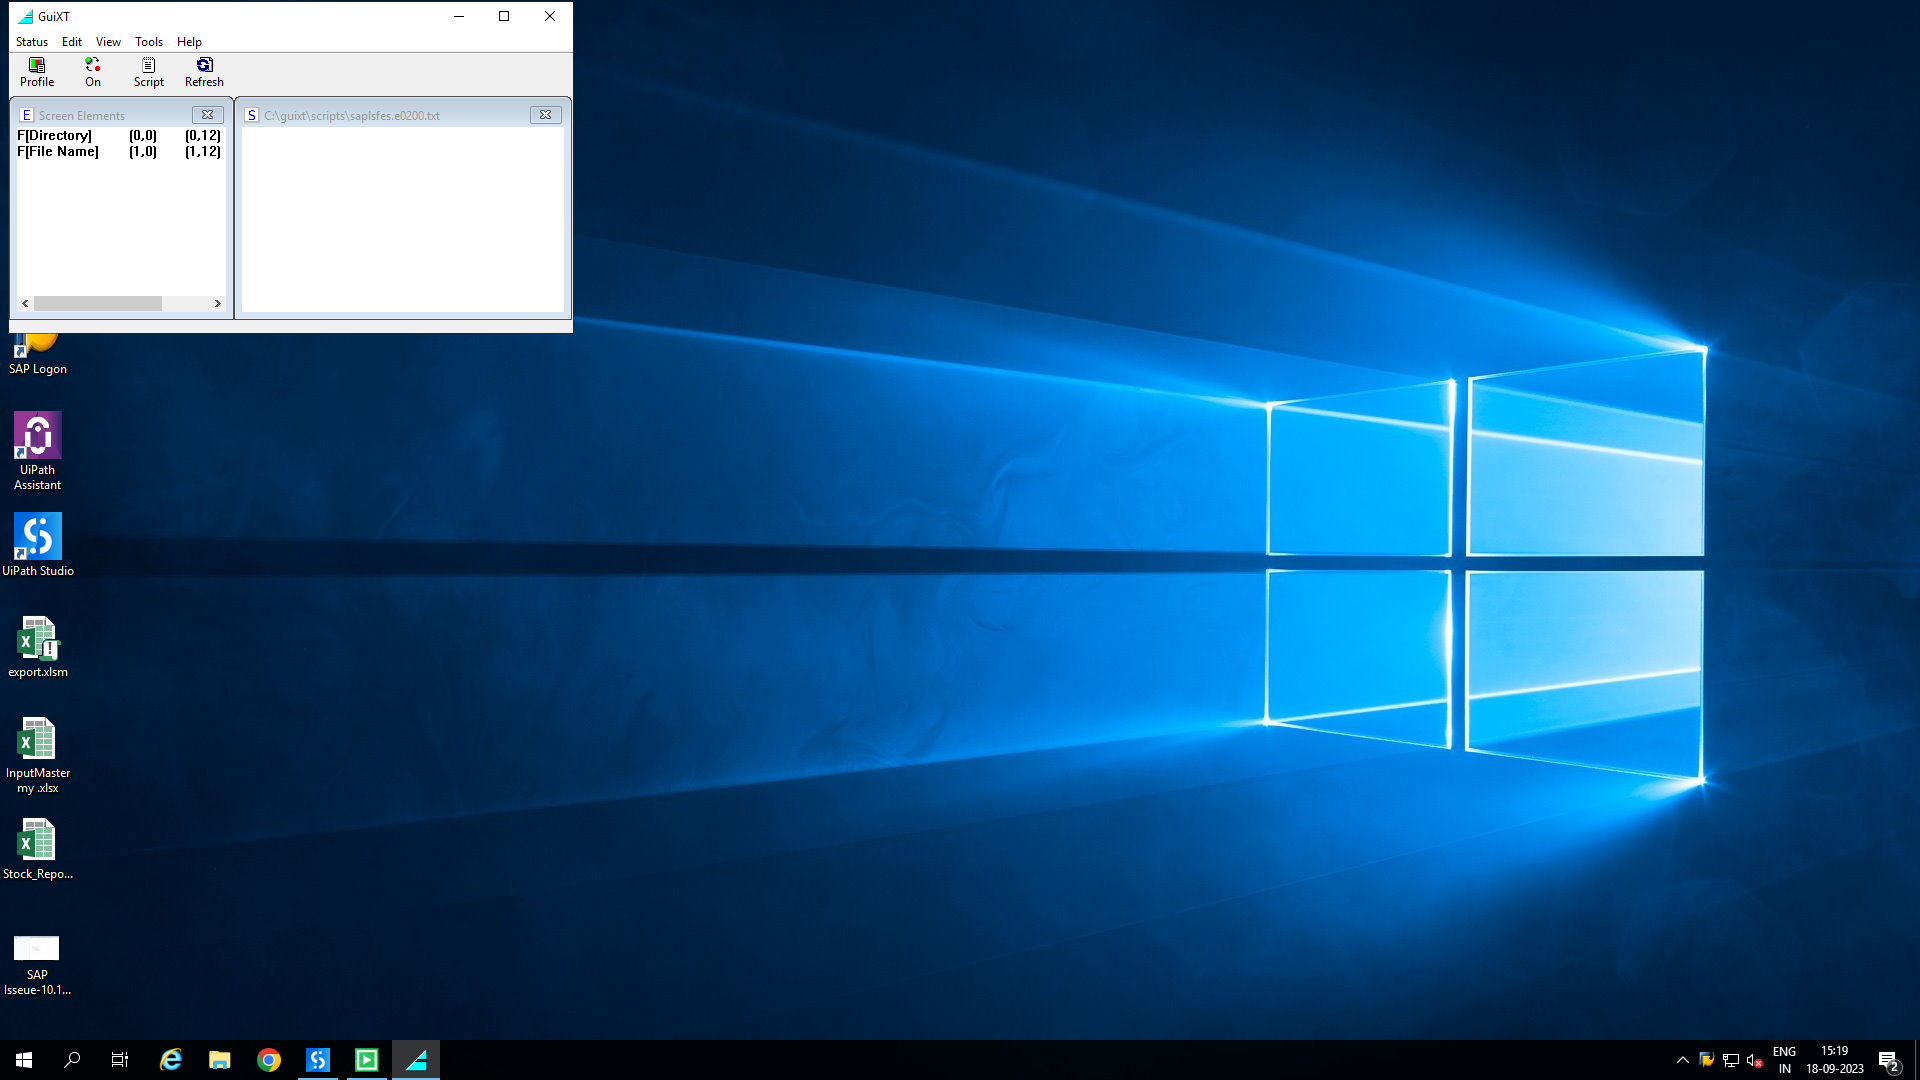 GuiXT
Status Edit View Tools Help
Profile On Script Refresh
E Screen Elements
F[Directory] (0,0) (0,12)
F[File Name] (1,0) (1,12)
S C:\guixt\scripts\saplsfes.e0200.txt
SAP Logon
UiPath
Assistant
UiPath Studio
export.xlsm
InputMaster
my .xlsx
Stock_Repo...
SAP
Isseue-10.1...
ENG
IN
15:19
18-09-2023
2